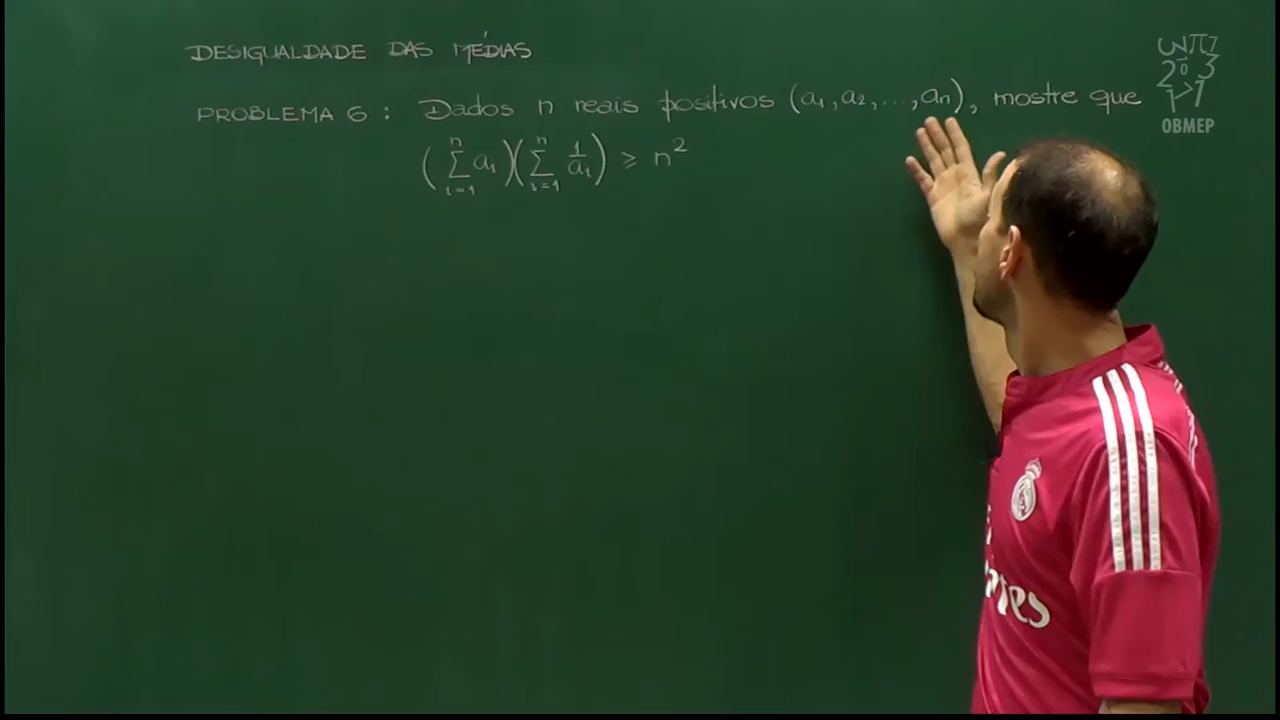 DESIGUALDADE DAS MÉDIAS
PROBLEMA 6 : Dados n reais positivos (a₁, a₂, ..., aₙ), mostre que
(∑ᵢ₌₁ⁿ aᵢ)(∑ᵢ₌₁ⁿ 1/aᵢ) ≥ n²
OBMEP